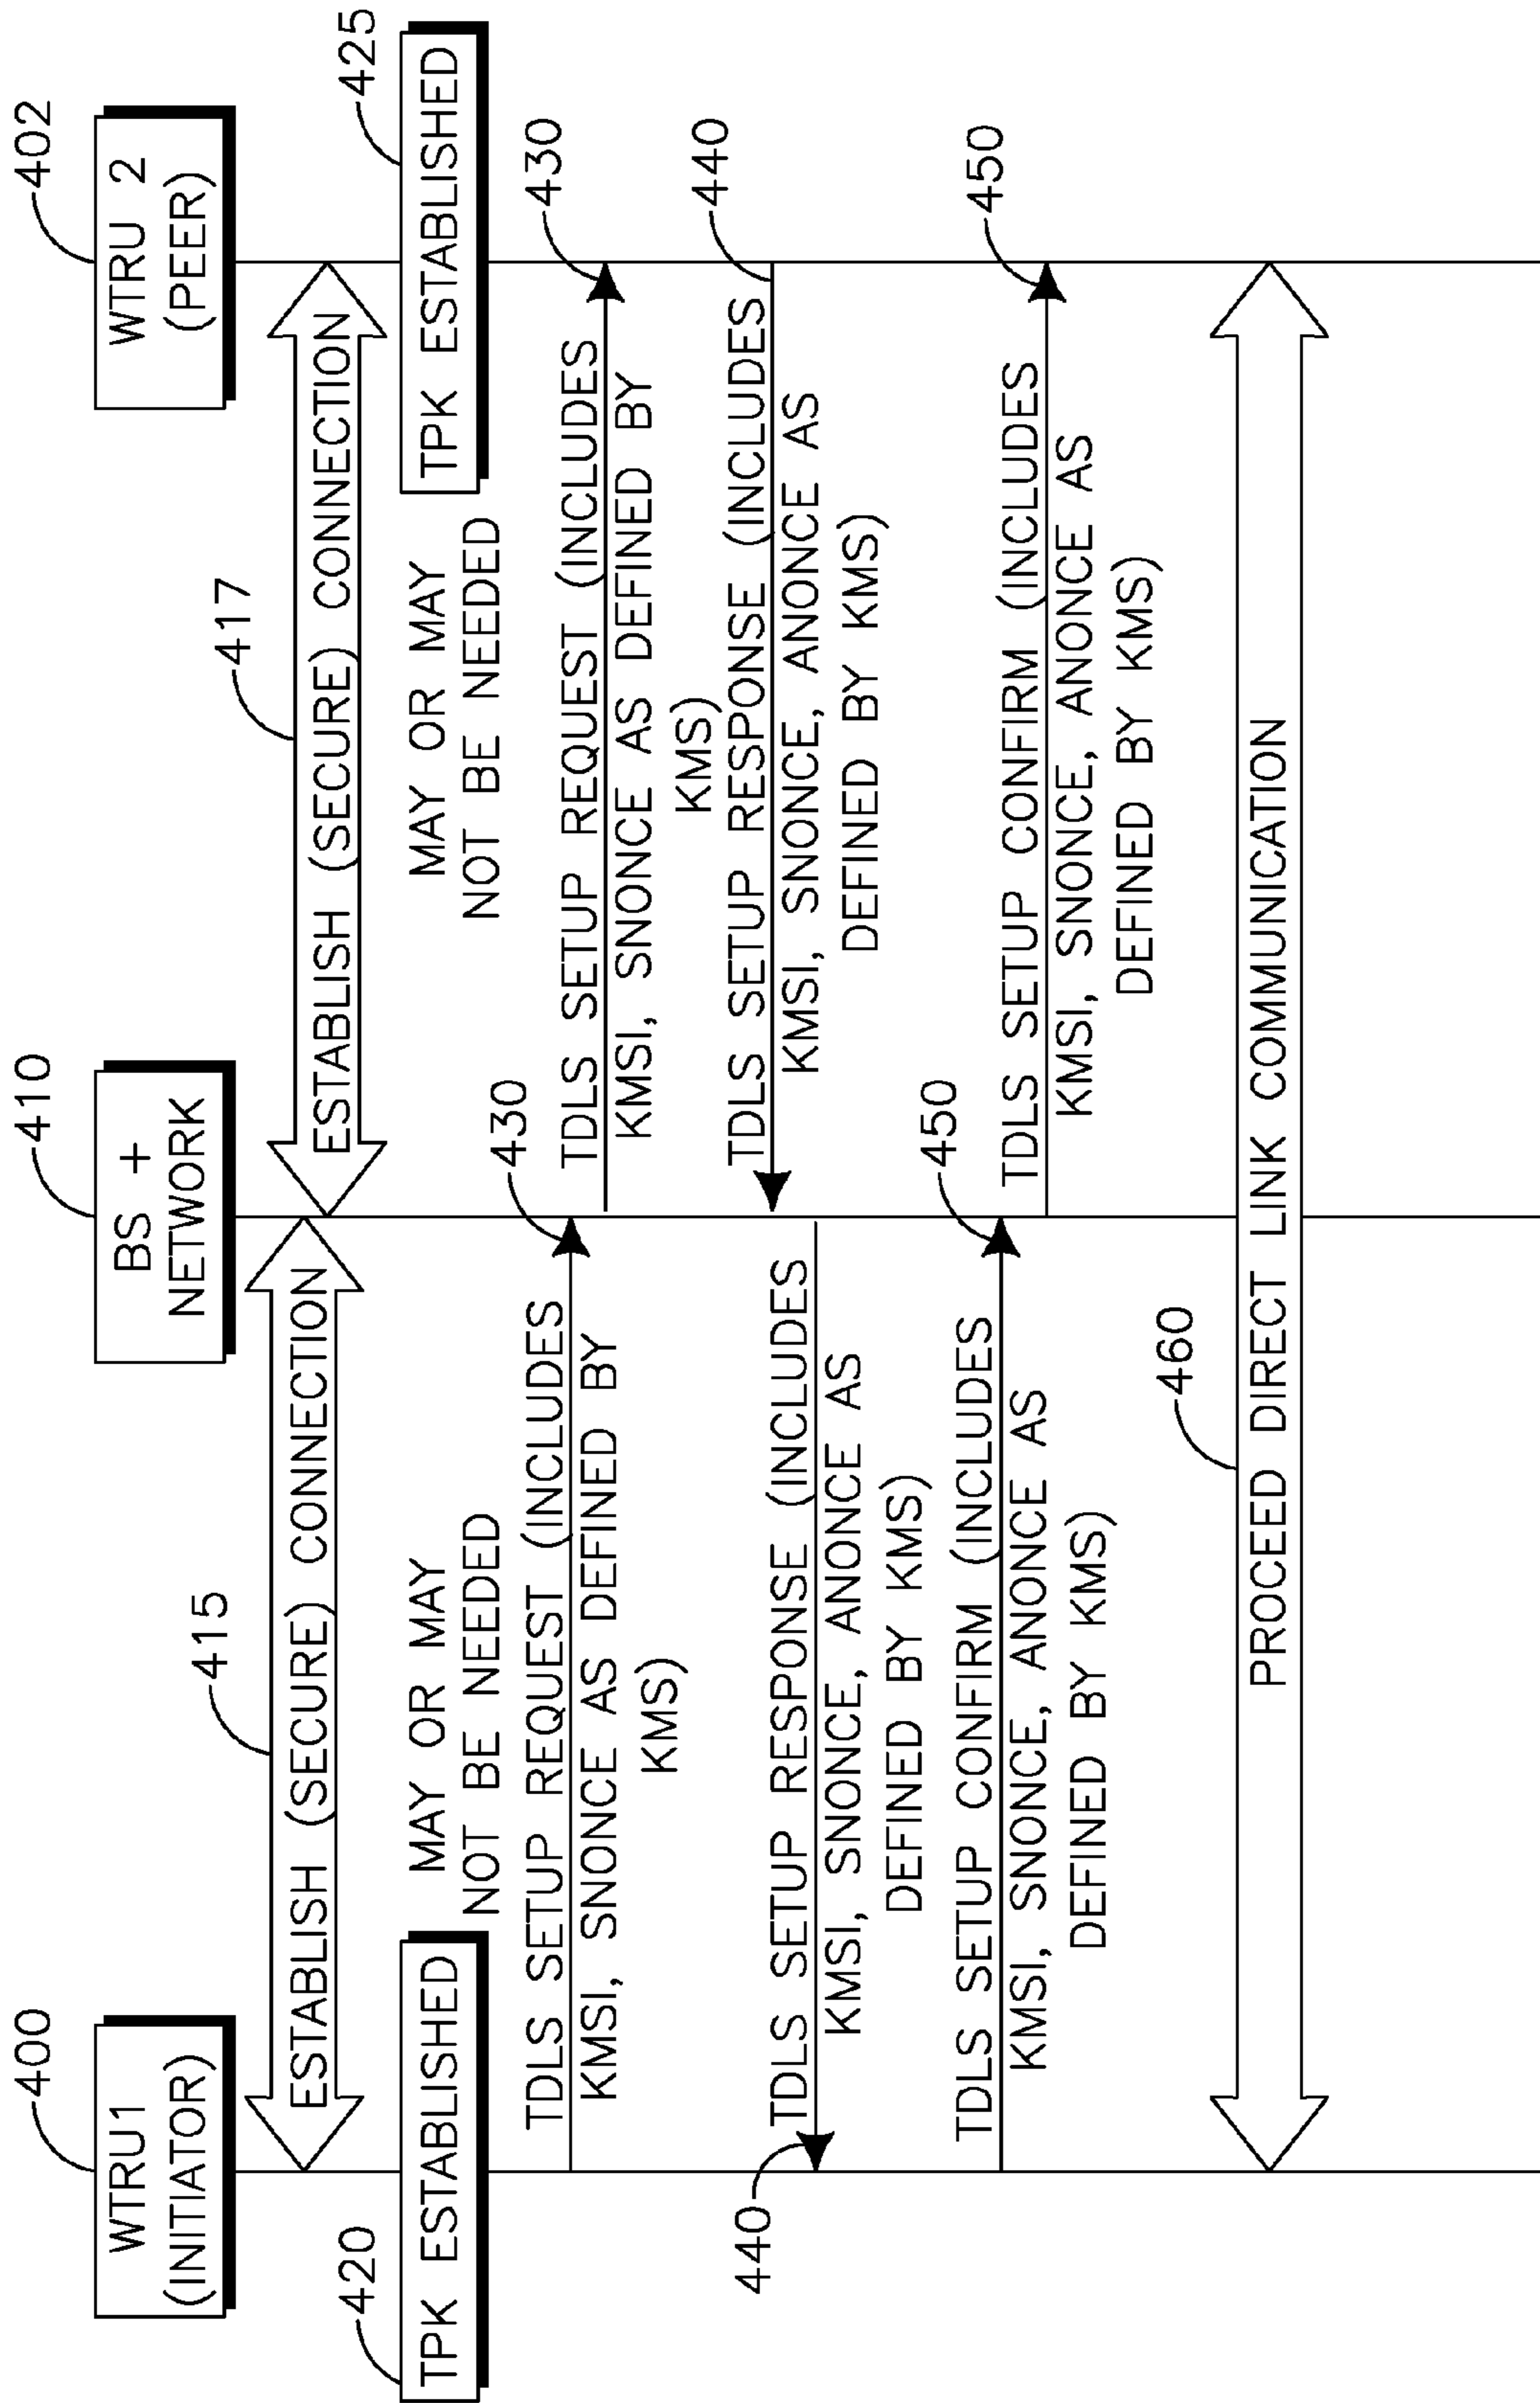 400
WTRU1
(INITIATOR)
410
BS +
NETWORK
402
WTRU 2
(PEER)
415
ESTABLISH (SECURE) CONNECTION
417
ESTABLISH (SECURE) CONNECTION
420
TPK ESTABLISHED
MAY OR MAY
NOT BE NEEDED
MAY OR MAY
NOT BE NEEDED
425
TPK ESTABLISHED
430
TDLS SETUP REQUEST (INCLUDES
KMSI, SNONCE AS DEFINED BY
KMS)
430
TDLS SETUP REQUEST (INCLUDES
KMSI, SNONCE AS DEFINED BY
KMS)
440
TDLS SETUP RESPONSE (INCLUDES
KMSI, SNONCE, ANONCE AS
DEFINED BY KMS)
440
TDLS SETUP RESPONSE (INCLUDES
KMSI, SNONCE, ANONCE AS
DEFINED BY KMS)
450
TDLS SETUP CONFIRM (INCLUDES
KMSI, SNONCE, ANONCE AS
DEFINED BY KMS)
450
TDLS SETUP CONFIRM (INCLUDES
KMSI, SNONCE, ANONCE AS
DEFINED BY KMS)
460
PROCEED DIRECT LINK COMMUNICATION